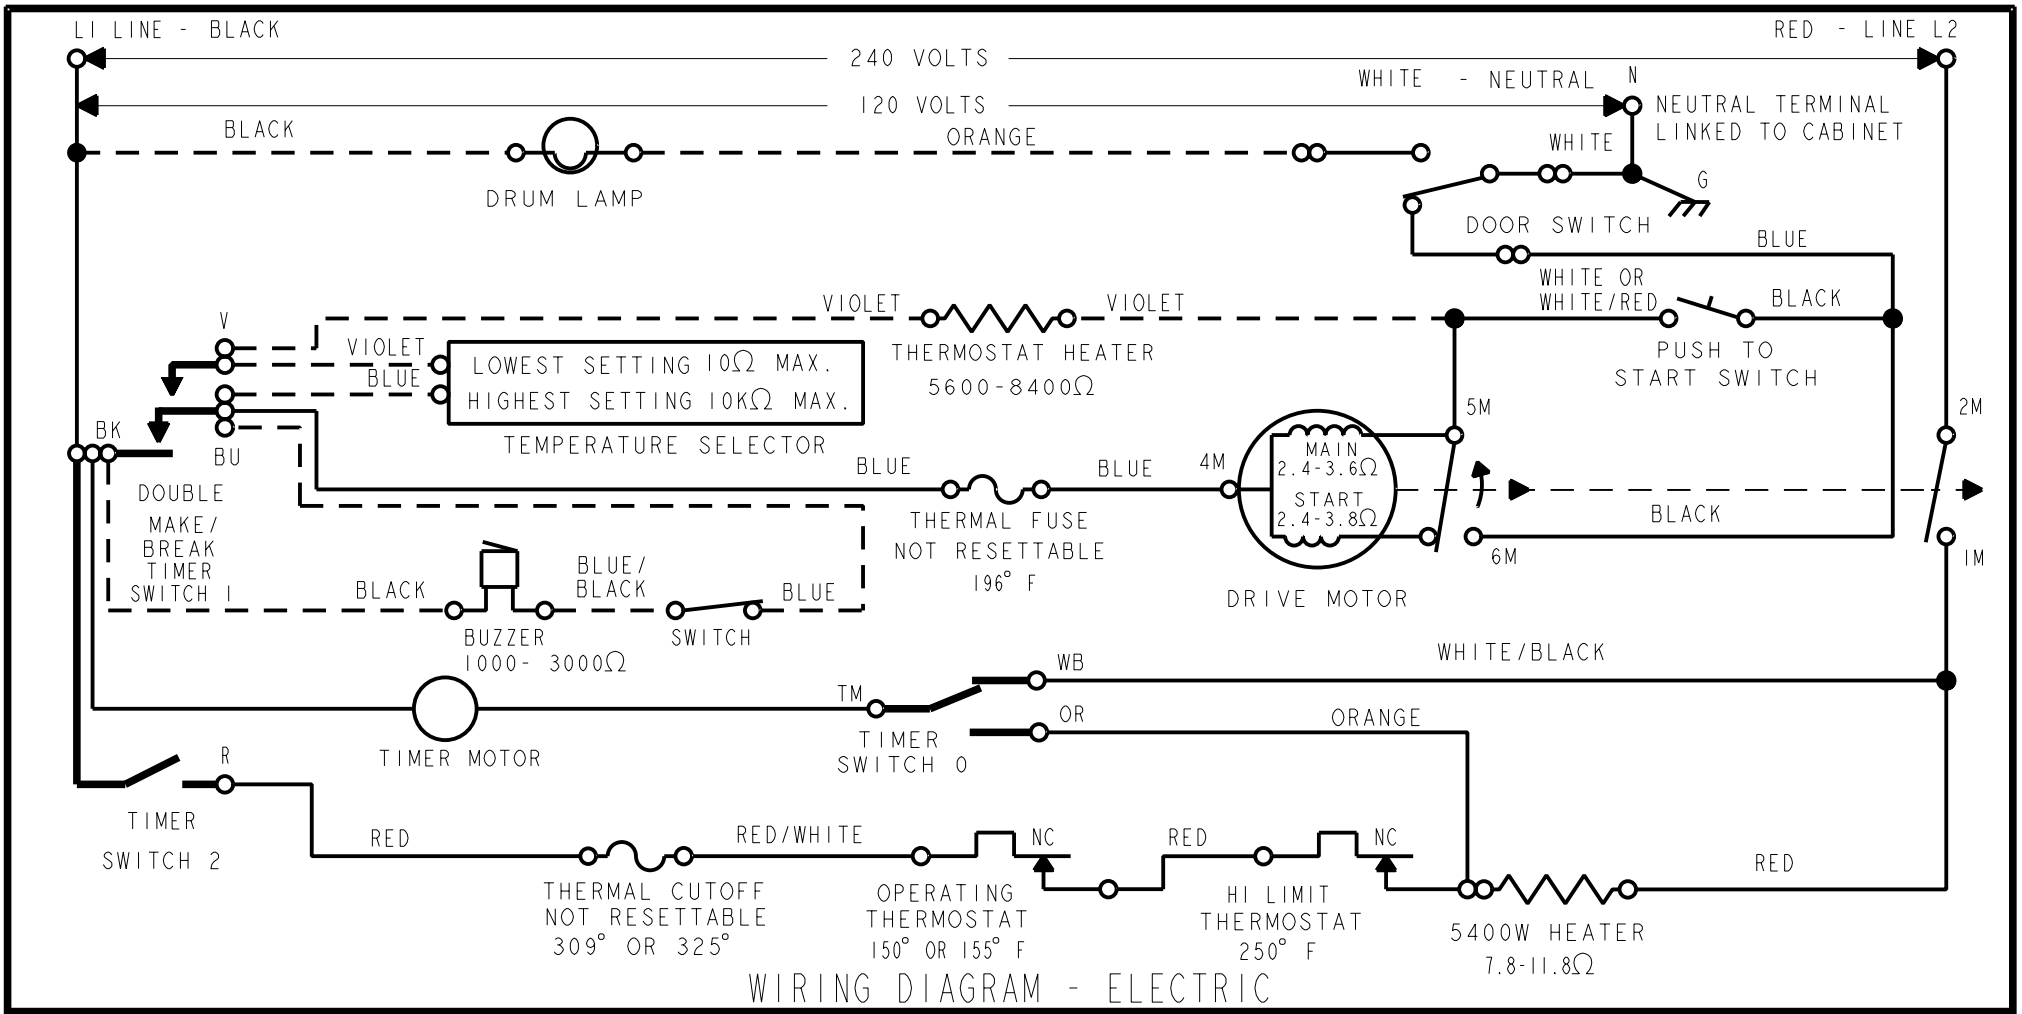 L1 LINE - BLACK
RED - LINE L2
240 VOLTS
WHITE - NEUTRAL N
120 VOLTS
NEUTRAL TERMINAL
LINKED TO CABINET
BLACK
ORANGE
WHITE
G
DRUM LAMP
DOOR SWITCH
BLUE
WHITE OR
WHITE/RED
BLACK
VIOLET
VIOLET
V
VIOLET
BLUE
LOWEST SETTING 10Ω MAX.
HIGHEST SETTING 10KΩ MAX.
TEMPERATURE SELECTOR
THERMOSTAT HEATER
5600-8400Ω
PUSH TO
START SWITCH
5M
2M
BK
BU
DOUBLE
MAKE/
BREAK
TIMER
SWITCH 1
BLUE
BLUE
4M
MAIN
2.4-3.6Ω
START
2.4-3.8Ω
THERMAL FUSE
NOT RESETTABLE
196° F
BLACK
6M
1M
DRIVE MOTOR
BLACK
BLUE/
BLACK
BLUE
BUZZER
1000- 3000Ω
SWITCH
WHITE/BLACK
WB
TM
OR
ORANGE
TIMER
SWITCH 0
TIMER MOTOR
R
TIMER
SWITCH 2
RED
RED/WHITE
NC
RED
NC
RED
THERMAL CUTOFF
NOT RESETTABLE
309° OR 325°
OPERATING
THERMOSTAT
150° OR 155° F
HI LIMIT
THERMOSTAT
250° F
5400W HEATER
7.8-11.8Ω
WIRING DIAGRAM - ELECTRIC